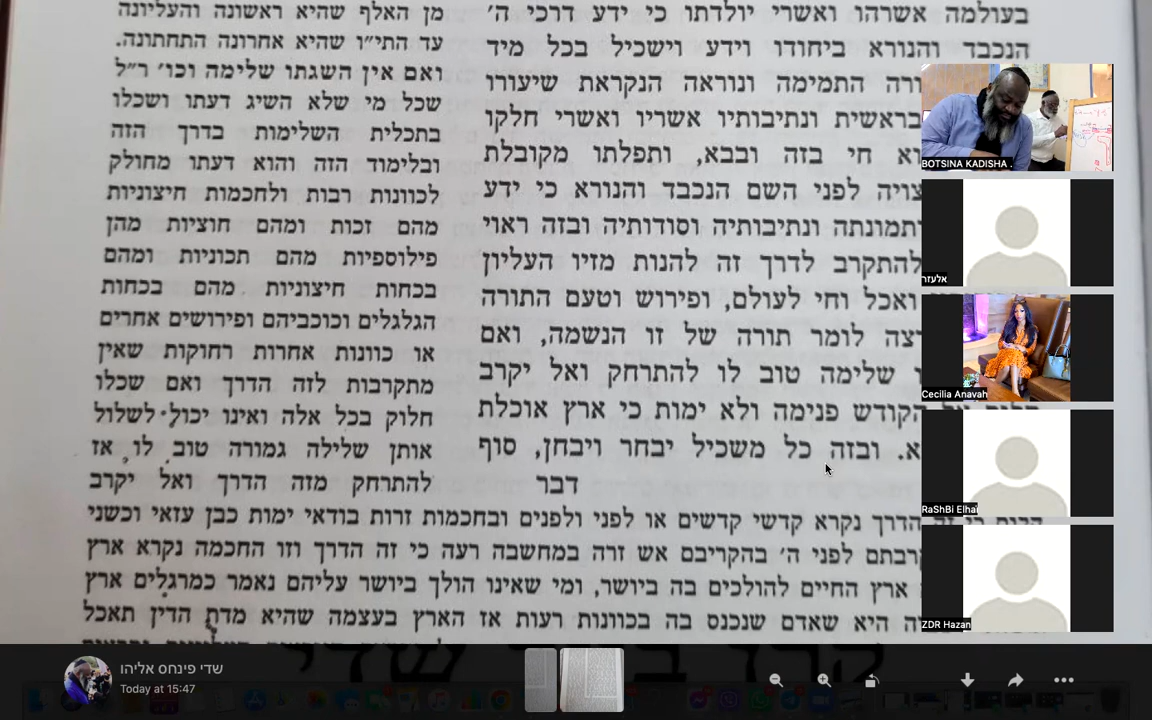 בעולמה אשרהו ואשרי יולדתו כי ידע דרכי ה׳
הנכבד והנורא ביחודו וידע וישכיל בכל מיד
ורה התמימה ונוראה הנקראת שיעורו
בראשית ונתיבותיו אשריו ואשרי חלקו
חי בזה ובבא, ותפלתו מקובלת
צויה לפני השם הנכבד והנורא כי ידע
ותמונתה ונתיבותיה וסודותיה ובזה ראוי
להתקרב לדרך זה להנות מזיו העליון
ואכל וחי לעולם, ופירוש וטעם התורה
רצה לומר תורה של זו הנשמה, ואם
שלימה טוב לו להתרחק ואל יקרב
הקודש פנימה ולא ימות כי ארץ אוכלת
ובזה כל משכיל יבחר ויבחן, סוף
דבר
מן האלף שהיא ראשונה והעליונה
עד התי״ו שהיא אחרונה התחתונה.
ואם אין השגתו שלימה וכו׳ ר״ל
שכל מי שלא השיג דעתו ושכלו
בתכלית השלימות בדרך הזה
ובלימוד הזה והוא דעתו מחולק
לכוונות רבות ולחכמות חיצוניות
מהם זכות ומהם חוציות מהן
פילוספיות מהם תכוניות ומהם
בכחות חיצוניות מהם בכחות
הגלגלים וכוכביהם ופירושים אחרים
או כוונות אחרות רחוקות שאין
מתקרבות לזה הדרך ואם שכלו
חלוק בכל אלה ואינו יכול לשלול
אותן שלילה גמורה טוב לו אז
להתרחק מזה הדרך ואל יקרב
הדרך נקרא קדשי קדשים או לפני ולפנים ובחכמות זרות בודאי ימות כבן עזאי וכשני
לפני ה׳ בהקריבם אש זרה במחשבה רעה כי זה הדרך וזו החכמה נקרא ארץ
ארץ החיים להולכים בה ביושר, ומי שאינו הולך ביושר עליהם נאמר כמרגלים ארץ
היא שאדם שנכנס בה בכוונות רעות אז הארץ בעצמה שהיא מדת הדין תאכל
BOTSINA KADISHA .
אלעזר
Cecilia Anavah
RaShBi Elhai
ZDR Hazan
שדי פינחס אליהו
Today at 15:47